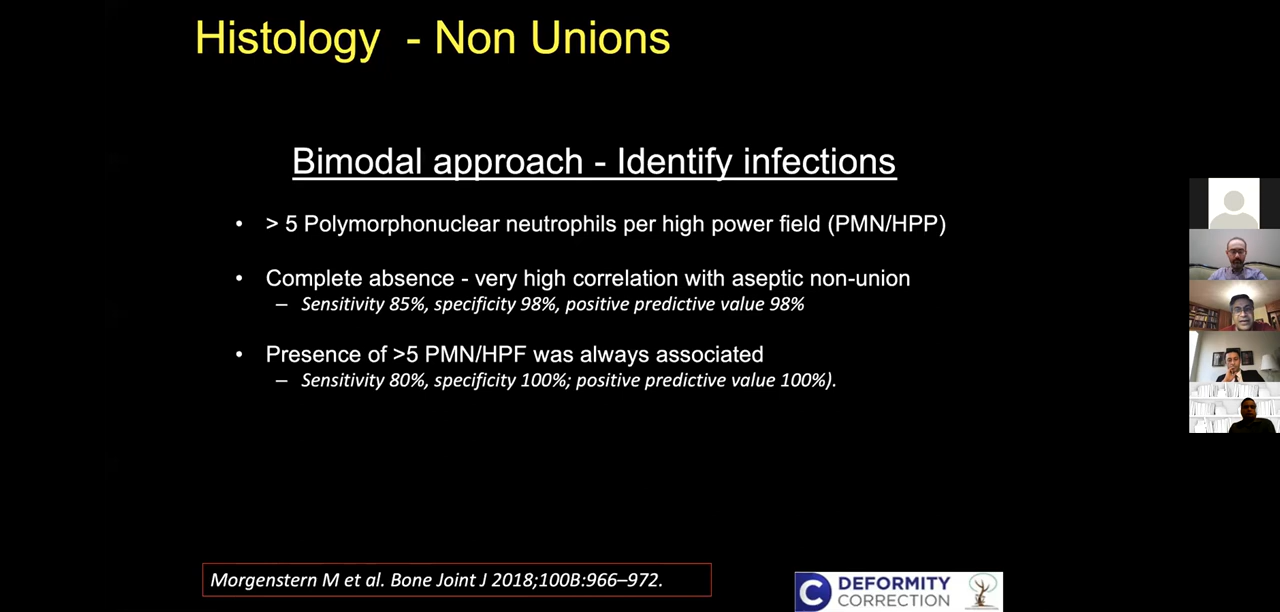 Histology - Non Unions
Bimodal approach - Identify infections
• > 5 Polymorphonuclear neutrophils per high power field (PMN/HPP)
• Complete absence - very high correlation with aseptic non-union
– Sensitivity 85%, specificity 98%, positive predictive value 98%
• Presence of >5 PMN/HPF was always associated
– Sensitivity 80%, specificity 100%; positive predictive value 100%).
Morgenstern M et al. Bone Joint J 2018;100B:966–972.
C DEFORMITY
CORRECTION